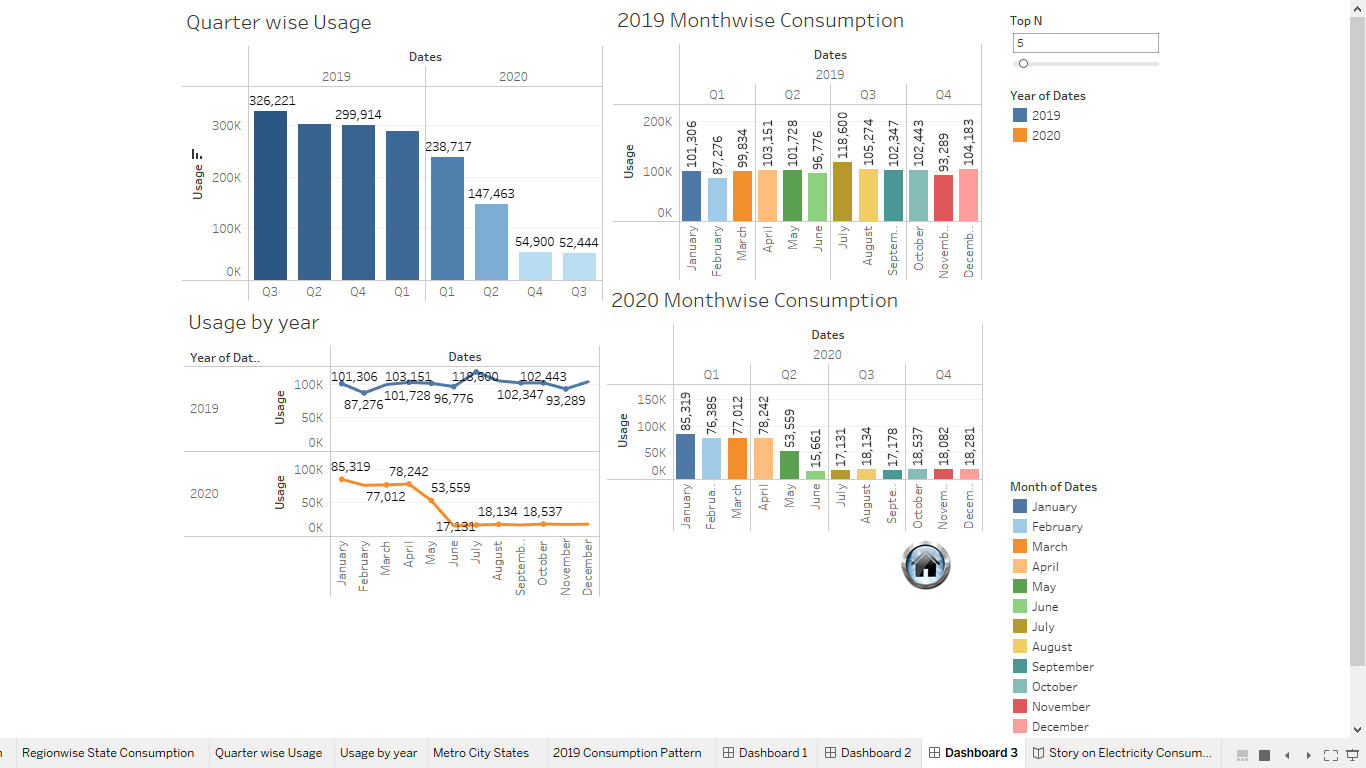 Quarter wise Usage
Dates
2019 2020
326,221
299,914
238,717
147,463
54,900 52,444
300K
200K
100K
0K
Usage
Q3 Q2 Q4 Q1 Q1 Q2 Q4 Q3
Usage by year
Year of Dat.. Dates
2019
Usage
100K
50K
0K
101,306 103,151 118,600 102,443
87,276 101,728 96,776 102,347 93,289
2020
Usage
100K
50K
0K
85,319 78,242
77,012 53,559
17,131 18,134 18,537
January February March April May June July August Septemb.. October November December
2019 Monthwise Consumption
Dates
2019
Q1 Q2 Q3 Q4
200K
100K
0K
Usage
101,306 87,276 99,834 103,151 101,728 96,776 118,600 105,274 102,347 102,443 93,289 104,183
January February March April May June July August Septem.. October Novemb.. Decemb..
2020 Monthwise Consumption
Dates
2020
Q1 Q2 Q3 Q4
150K
100K
50K
0K
Usage
85,319 76,385 77,012 78,242 53,559 15,661 17,131 18,134 17,178 18,537 18,082 18,281
January Februa.. March April May June July August Septe.. October Novem.. Decem..
Top N
5
Year of Dates
2019
2020
Month of Dates
January
February
March
April
May
June
July
August
September
October
November
December
Regionwise State Consumption Quarter wise Usage Usage by year Metro City States 2019 Consumption Pattern Dashboard 1 Dashboard 2 Dashboard 3 Story on Electricity Consum...